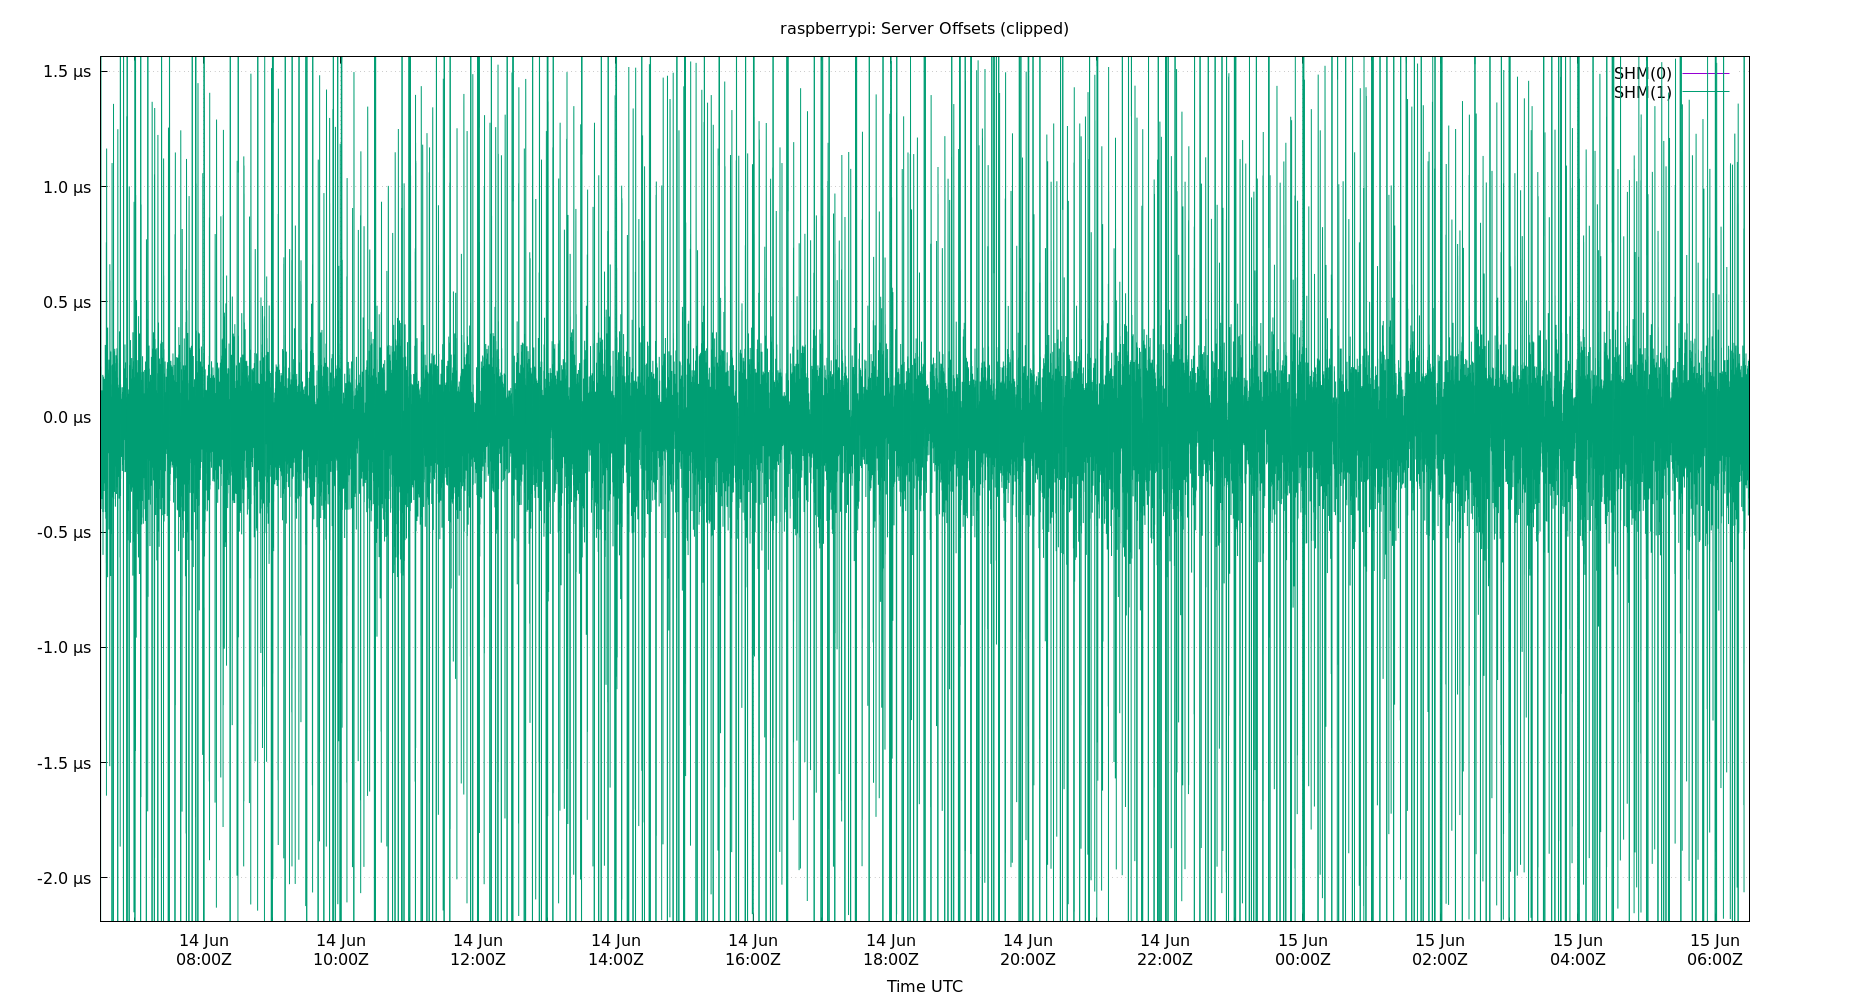 raspberrypi: Server Offsets (clipped)
1.5 µs
1.0 µs
0.5 µs
0.0 µs
-0.5 µs
-1.0 µs
-1.5 µs
-2.0 µs
SHM(0)
SHM(1)
14 Jun 14 Jun 14 Jun 14 Jun 14 Jun 14 Jun 14 Jun 14 Jun 15 Jun 15 Jun 15 Jun 15 Jun
08:00Z 10:00Z 12:00Z 14:00Z 16:00Z 18:00Z 20:00Z 22:00Z 00:00Z 02:00Z 04:00Z 06:00Z
Time UTC